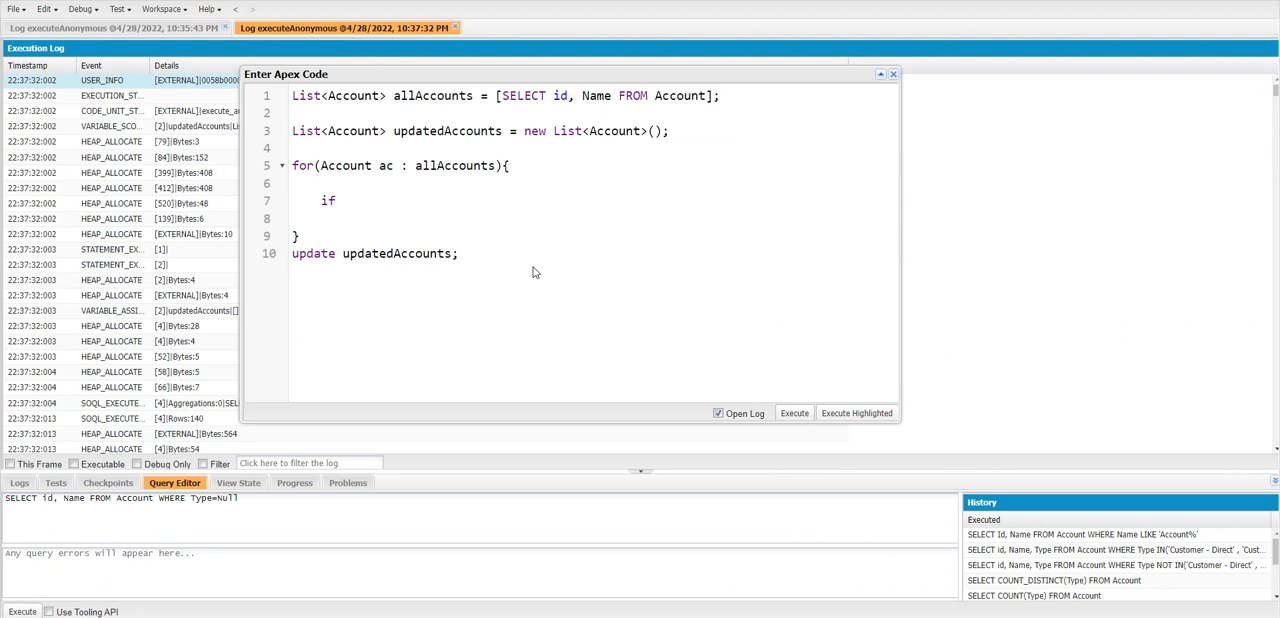 File Edit Debug Test Workspace Help < >
Log executeAnonymous @4/28/2022, 10:35:43 PM Log executeAnonymous @4/28/2022, 10:37:32 PM
Execution Log
Timestamp Event Details
22:37:32:002 USER_INFO [EXTERNAL]|0058b0000
22:37:32:002 EXECUTION_ST...
22:37:32:002 CODE_UNIT_ST... [EXTERNAL]|execute_a
22:37:32:002 VARIABLE_SCO... [2]|updatedAccounts|Li
22:37:32:002 HEAP_ALLOCATE [79]|Bytes:3
22:37:32:002 HEAP_ALLOCATE [84]|Bytes:152
22:37:32:002 HEAP_ALLOCATE [399]|Bytes:408
22:37:32:002 HEAP_ALLOCATE [412]|Bytes:408
22:37:32:002 HEAP_ALLOCATE [520]|Bytes:48
22:37:32:002 HEAP_ALLOCATE [139]|Bytes:6
22:37:32:002 HEAP_ALLOCATE [EXTERNAL]|Bytes:10
22:37:32:003 STATEMENT_EX... [1]|
22:37:32:003 STATEMENT_EX... [2]|
22:37:32:003 HEAP_ALLOCATE [2]|Bytes:4
22:37:32:003 HEAP_ALLOCATE [EXTERNAL]|Bytes:4
22:37:32:003 VARIABLE_ASSI... [2]|updatedAccounts|[]
22:37:32:003 HEAP_ALLOCATE [4]|Bytes:28
22:37:32:003 HEAP_ALLOCATE [4]|Bytes:4
22:37:32:003 HEAP_ALLOCATE [52]|Bytes:5
22:37:32:004 HEAP_ALLOCATE [58]|Bytes:5
22:37:32:004 HEAP_ALLOCATE [66]|Bytes:7
22:37:32:004 SOQL_EXECUTE... [4]|Aggregations:0|SEL
22:37:32:013 SOQL_EXECUTE... [4]|Rows:140
22:37:32:013 HEAP_ALLOCATE [EXTERNAL]|Bytes:564
22:37:32:013 HEAP_ALLOCATE [4]|Bytes:54
Enter Apex Code
1 List<Account> allAccounts = [SELECT id, Name FROM Account];
2
3 List<Account> updatedAccounts = new List<Account>();
4
5 for(Account ac : allAccounts){
6
7 if
8
9 }
10 update updatedAccounts;
Open Log Execute Execute Highlighted
This Frame Executable Debug Only Filter Click here to filter the log
Logs Tests Checkpoints Query Editor View State Progress Problems
SELECT id, Name FROM Account WHERE Type=Null
Any query errors will appear here...
Execute Use Tooling API
History
Executed
SELECT Id, Name FROM Account WHERE Name LIKE 'Account%'
SELECT id, Name, Type FROM Account WHERE Type IN('Customer - Direct' , 'Cust...
SELECT id, Name, Type FROM Account WHERE Type NOT IN('Customer - Direct' , ...
SELECT COUNT_DISTINCT(Type) FROM Account
SELECT COUNT(Type) FROM Account